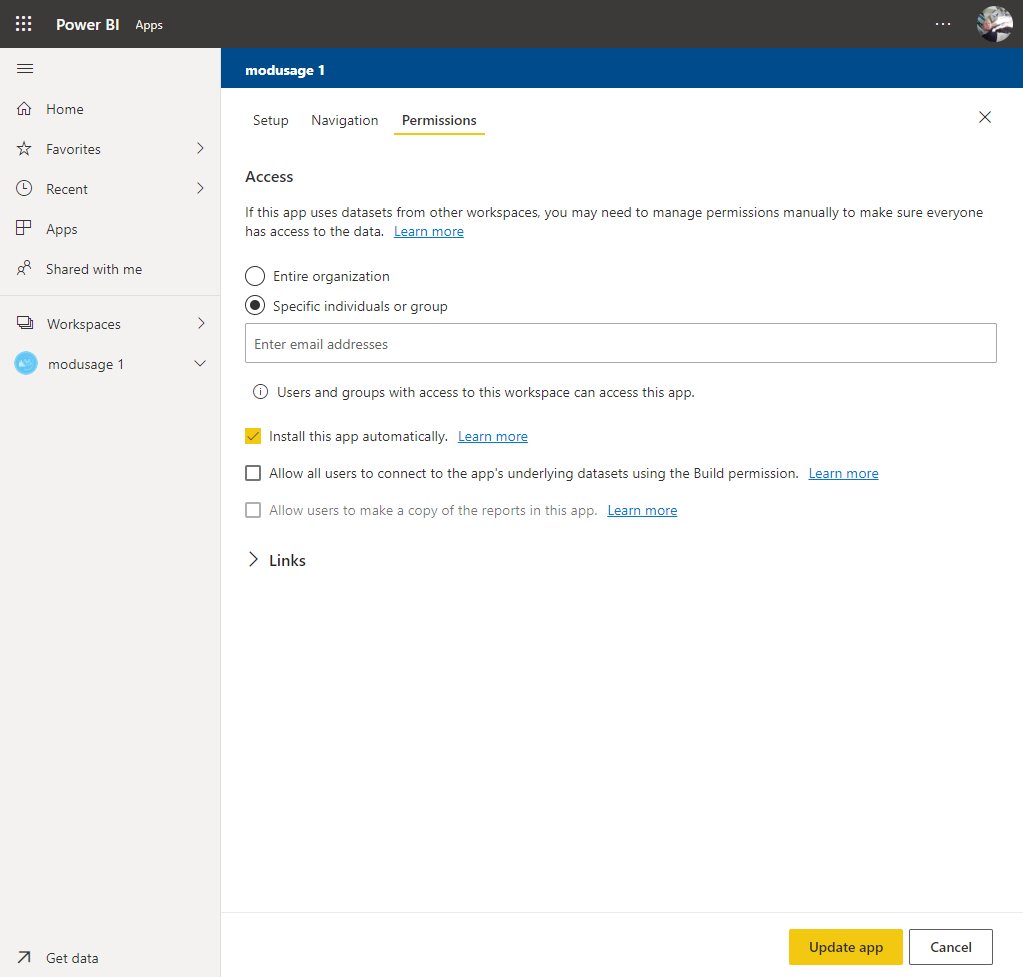 Power BI Apps
modusage 1
Home
Favorites
Recent
Apps
Shared with me
Workspaces
modusage 1
Get data
Setup Navigation Permissions
Access
If this app uses datasets from other workspaces, you may need to manage permissions manually to make sure everyone
has access to the data. Learn more
Entire organization
Specific individuals or group
Enter email addresses
Users and groups with access to this workspace can access this app.
Install this app automatically. Learn more
Allow all users to connect to the app's underlying datasets using the Build permission. Learn more
Allow users to make a copy of the reports in this app. Learn more
Links
Update app Cancel